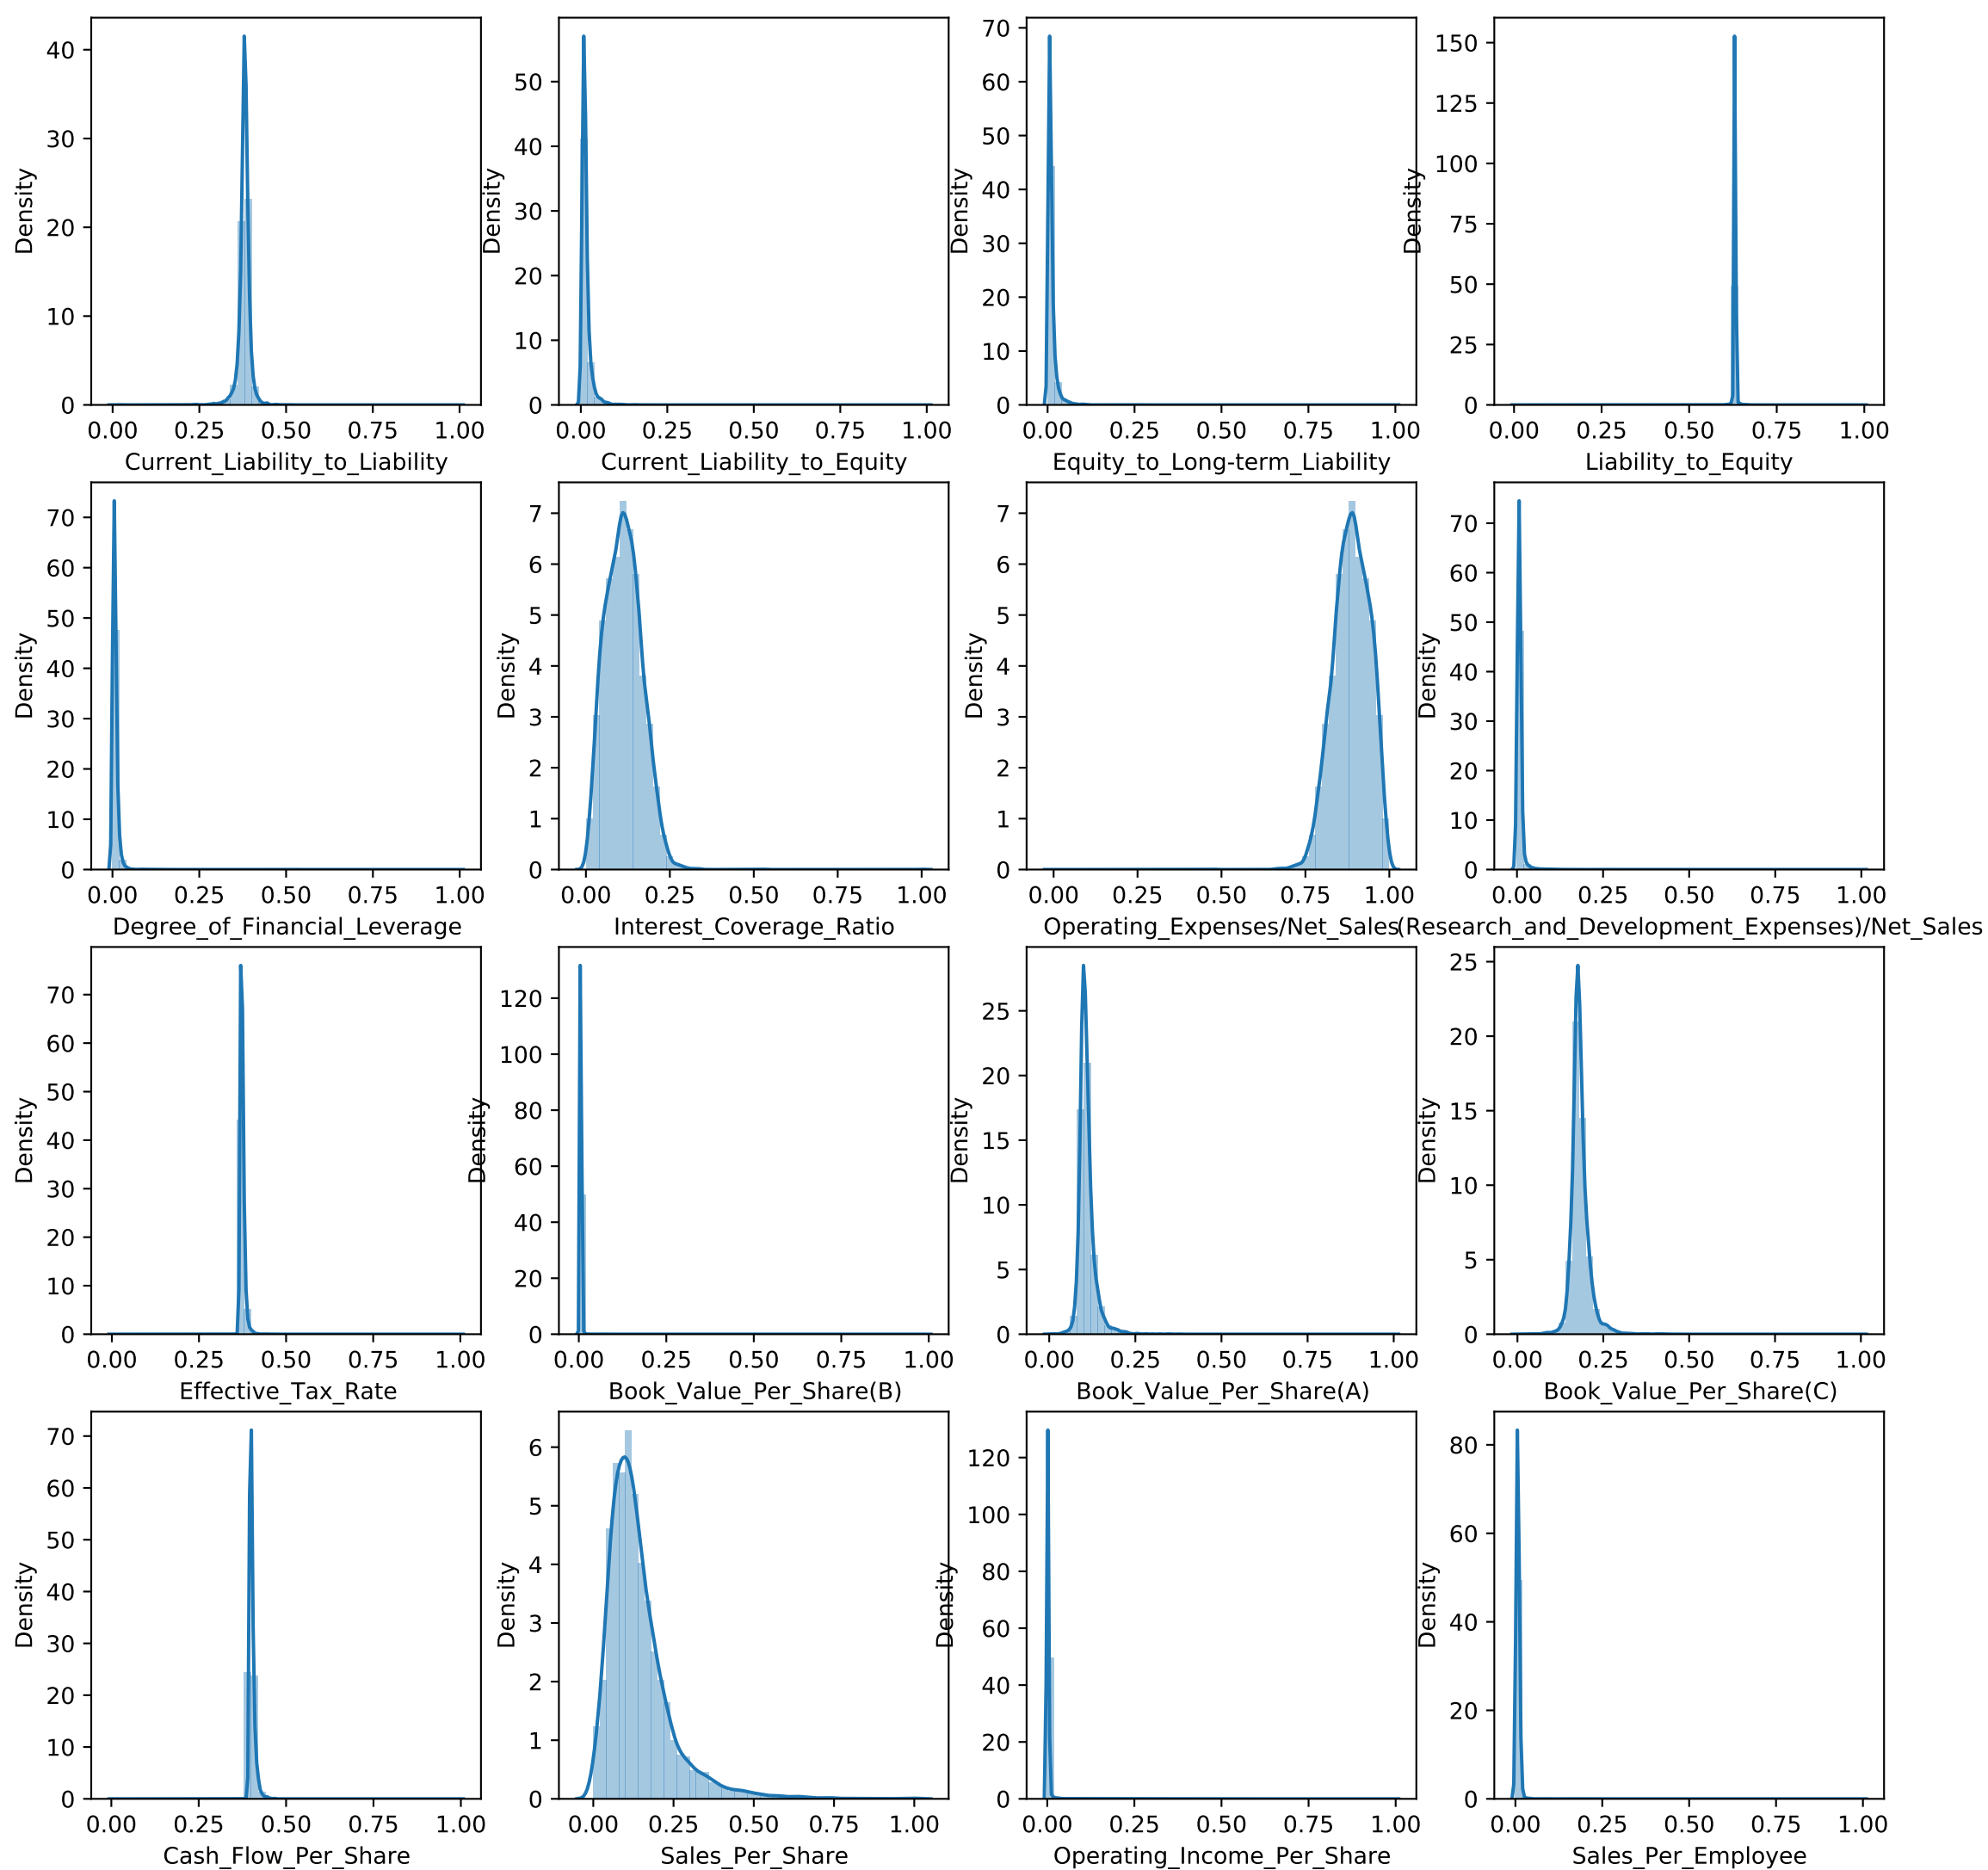 40
30
20
10
0
Density
0.00 0.25 0.50 0.75 1.00
Current_Liability_to_Liability
50
40
30
20
10
0
Density
0.00 0.25 0.50 0.75 1.00
Current_Liability_to_Equity
70
60
50
40
30
20
10
0
Density
0.00 0.25 0.50 0.75 1.00
Equity_to_Long-term_Liability
150
125
100
75
50
25
0
Density
0.00 0.25 0.50 0.75 1.00
Liability_to_Equity
70
60
50
40
30
20
10
0
Density
0.00 0.25 0.50 0.75 1.00
Degree_of_Financial_Leverage
7
6
5
4
3
2
1
0
Density
0.00 0.25 0.50 0.75 1.00
Interest_Coverage_Ratio
7
6
5
4
3
2
1
0
Density
0.00 0.25 0.50 0.75 1.00
Operating_Expenses/Net_Sales
70
60
50
40
30
20
10
0
Density
0.00 0.25 0.50 0.75 1.00
(Research_and_Development_Expenses)/Net_Sales
70
60
50
40
30
20
10
0
Density
0.00 0.25 0.50 0.75 1.00
Effective_Tax_Rate
120
100
80
60
40
20
0
Density
0.00 0.25 0.50 0.75 1.00
Book_Value_Per_Share(B)
25
20
15
10
5
0
Density
0.00 0.25 0.50 0.75 1.00
Book_Value_Per_Share(A)
25
20
15
10
5
0
Density
0.00 0.25 0.50 0.75 1.00
Book_Value_Per_Share(C)
70
60
50
40
30
20
10
0
Density
0.00 0.25 0.50 0.75 1.00
Cash_Flow_Per_Share
6
5
4
3
2
1
0
Density
0.00 0.25 0.50 0.75 1.00
Sales_Per_Share
120
100
80
60
40
20
0
Density
0.00 0.25 0.50 0.75 1.00
Operating_Income_Per_Share
80
60
40
20
0
Density
0.00 0.25 0.50 0.75 1.00
Sales_Per_Employee